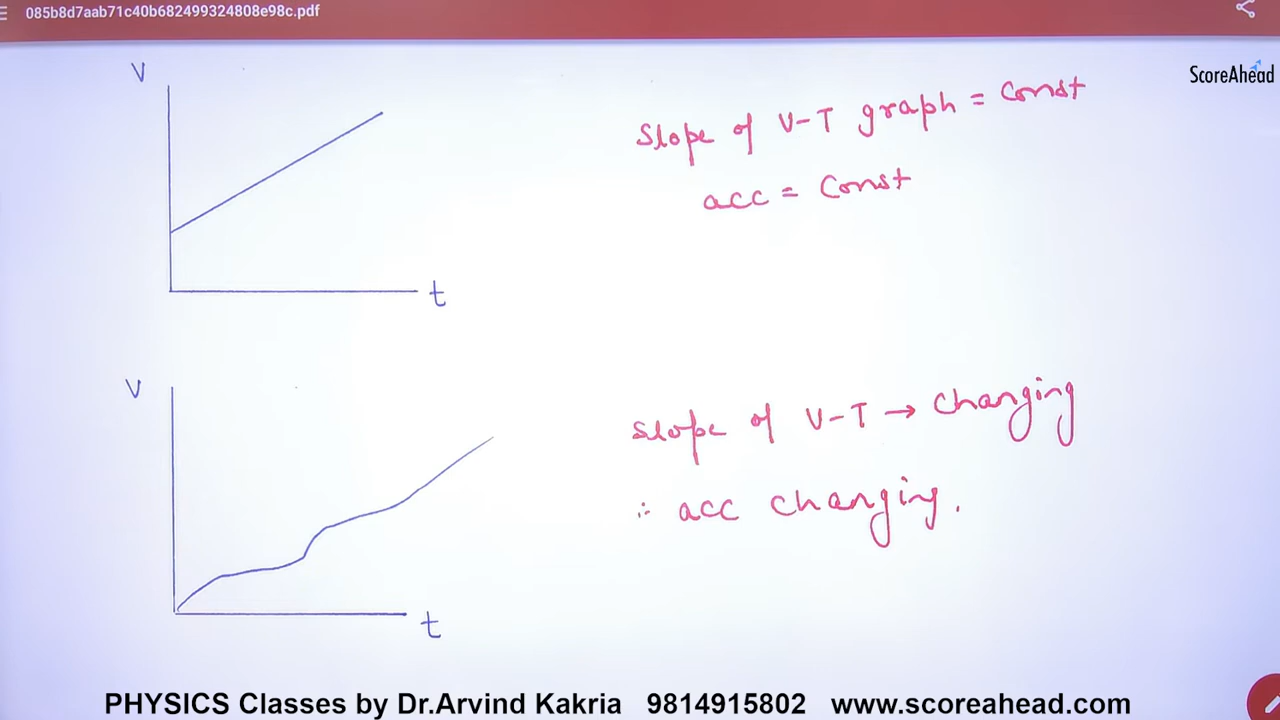 085b8d7aab71c40b682499324808e98c.pdf
ScoreAhead
V
Slope of V-T graph = Const
acc = Const
t
V
Slope of V-T → Changing
∴ acc changing.
t
PHYSICS Classes by Dr.Arvind Kakria 9814915802 www.scoreahead.com